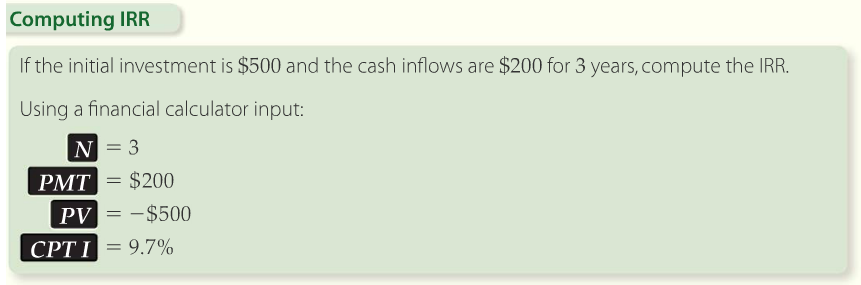 Computing IRR
If the initial investment is $500 and the cash inflows are $200 for 3 years, compute the IRR.
Using a financial calculator input:
N = 3
PMT = $200
PV = −$500
CPT I = 9.7%